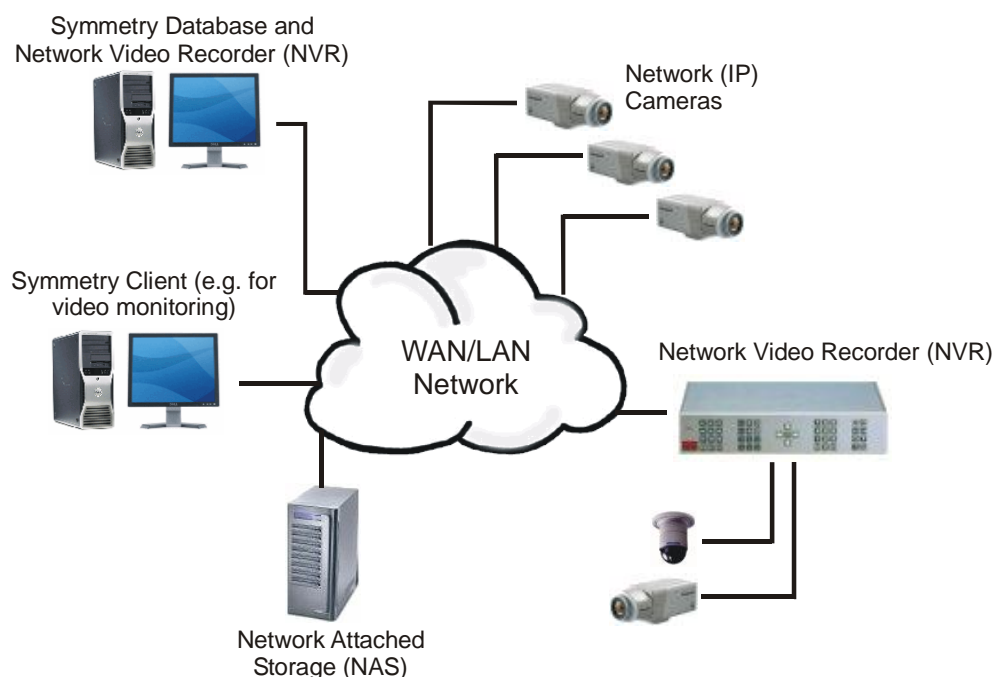 Symmetry Database and
Network Video Recorder (NVR)
Network (IP)
Cameras
Symmetry Client (e.g. for
video monitoring)
WAN/LAN
Network
Network Video Recorder (NVR)
Network Attached
Storage (NAS)